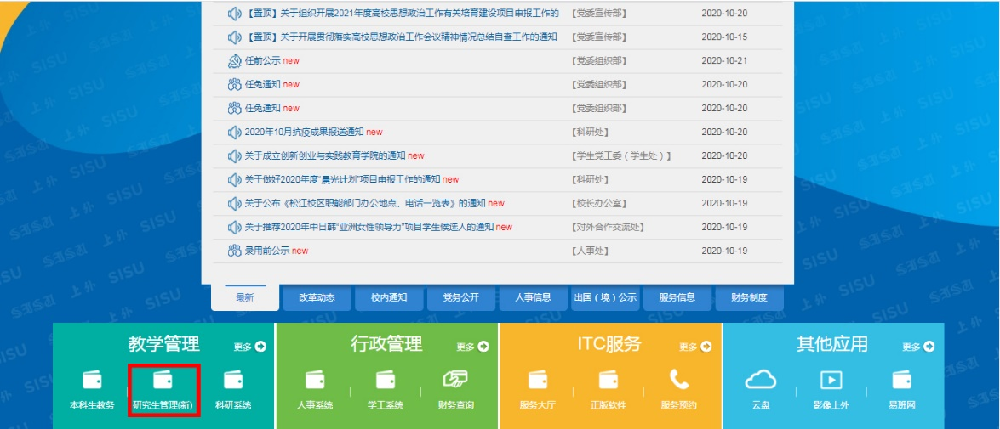 【置顶】关于组织开展2021年度高校思想政治工作有关培育建设项目申报工作的 [党委宣传部] 2020-10-20
【置顶】关于开展贯彻落实高校思想政治工作会议精神情况总结自查工作的通知 [党委宣传部] 2020-10-15
任前公示 new [党委组织部] 2020-10-21
任免通知 new [党委组织部] 2020-10-20
任免通知 new [党委组织部] 2020-10-20
2020年10月抗疫成果报送通知 new [科研处] 2020-10-20
关于成立创新创业与实践教育学院的通知 new [学生党工委（学生处）] 2020-10-20
关于做好2020年度“晨光计划”项目申报工作的通知 new [科研处] 2020-10-19
关于公布《松江校区职能部门办公地点、电话一览表》的通知 new [校长办公室] 2020-10-19
关于推荐2020年中日韩“亚洲女性领导力”项目学生候选人的通知 new [对外合作交流处] 2020-10-19
录用前公示 new [人事处] 2020-10-19
最新 改革动态 校内通知 党务公开 人事信息 出国（境）公示 服务信息 财务制度
教学管理 更多 行政管理 更多 ITC服务 更多 其他应用 更多
本科生教务 研究生管理(新) 科研系统 人事系统 学工系统 财务查询 服务大厅 正版软件 服务预约 云盘 影像上外 易班网